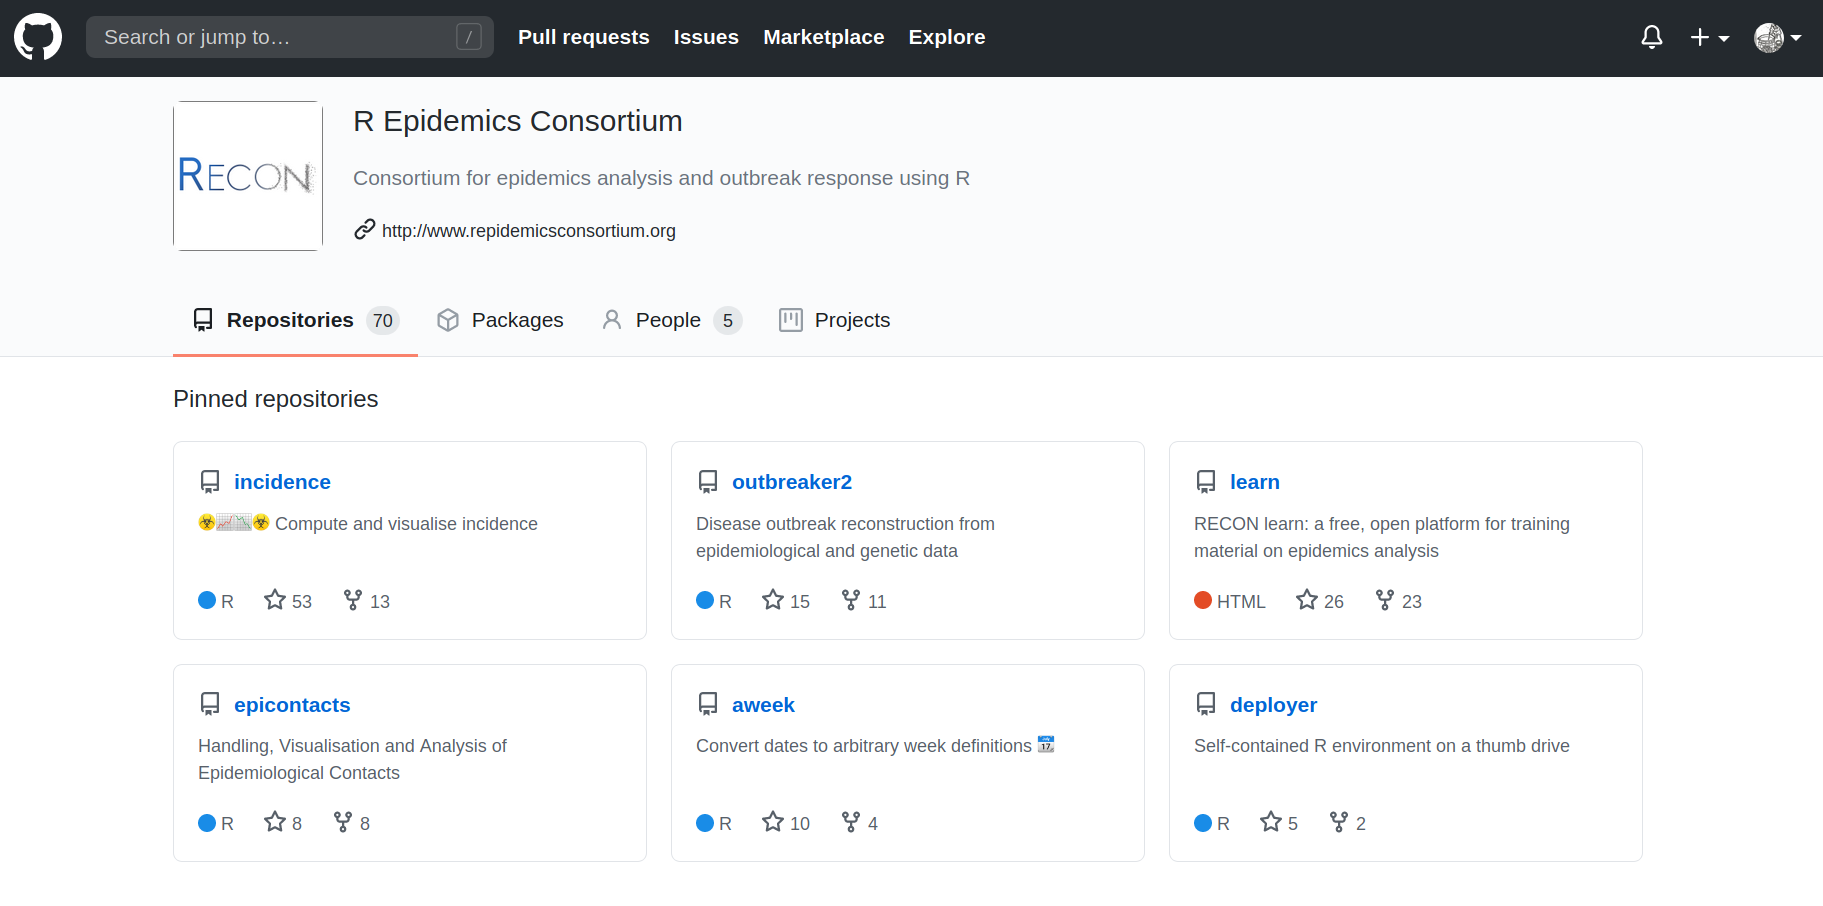 Search or jump to… / Pull requests Issues Marketplace Explore
R Epidemics Consortium
RECON
Consortium for epidemics analysis and outbreak response using R
http://www.repidemicsconsortium.org
Repositories 70 Packages People 5 Projects
Pinned repositories
incidence
Compute and visualise incidence
R 53 13
outbreaker2
Disease outbreak reconstruction from
epidemiological and genetic data
R 15 11
learn
RECON learn: a free, open platform for training
material on epidemics analysis
HTML 26 23
epicontacts
Handling, Visualisation and Analysis of
Epidemiological Contacts
R 8 8
aweek
Convert dates to arbitrary week definitions 📅
R 10 4
deployer
Self-contained R environment on a thumb drive
R 5 2